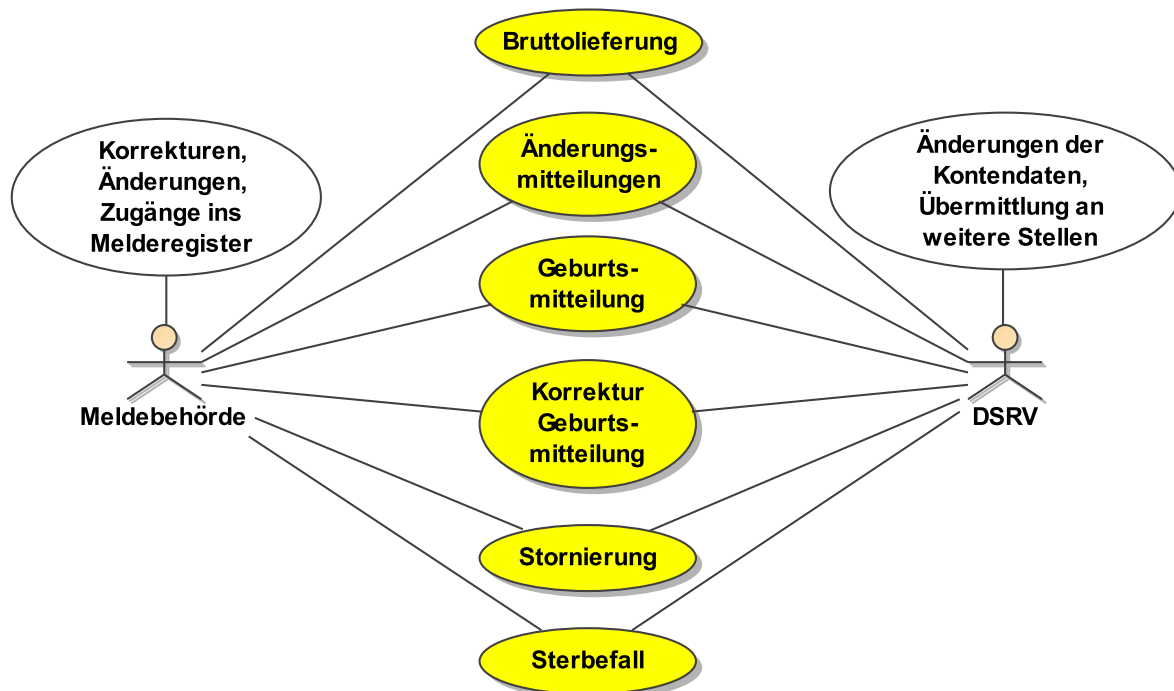 Bruttolieferung
Korrekturen,
Änderungen,
Zugänge ins
Melderegister
Änderungs-
mitteilungen
Änderungen der
Kontendaten,
Übermittlung an
weitere Stellen
Geburts-
mitteilung
Meldebehörde
Korrektur
Geburts-
mitteilung
DSRV
Stornierung
Sterbefall